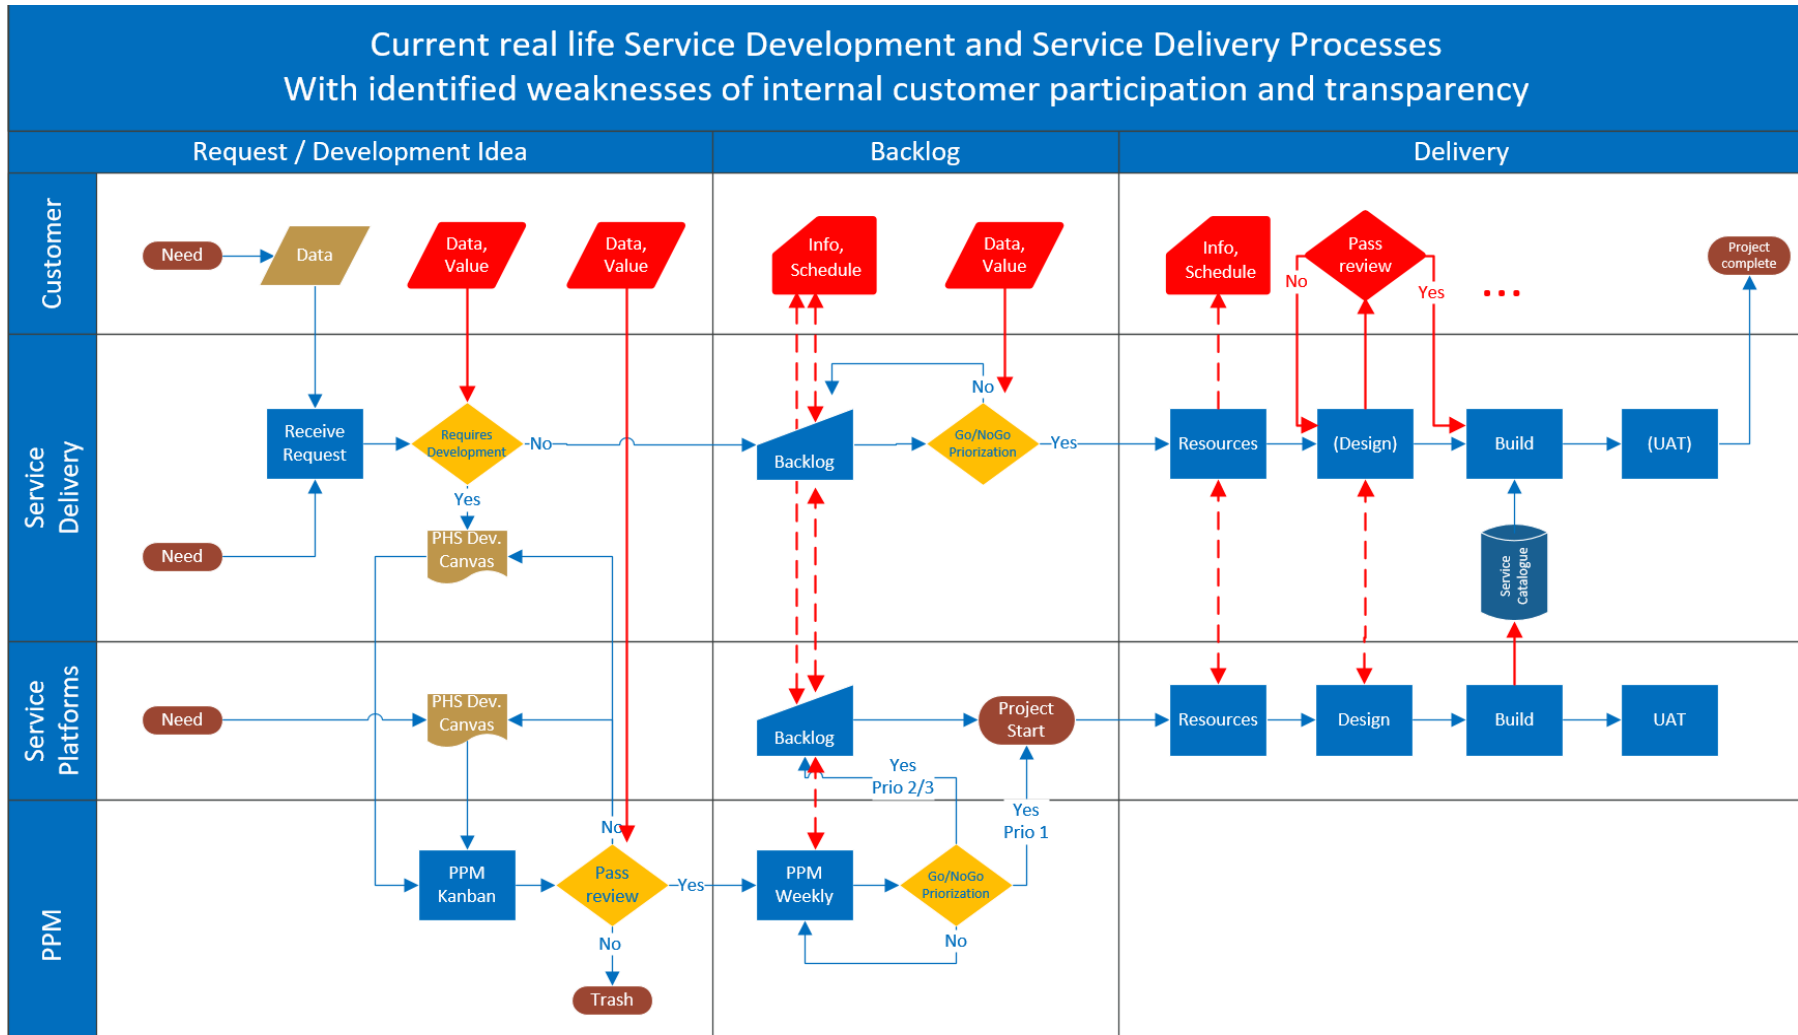 Current real life Service Development and Service Delivery Processes
With identified weaknesses of internal customer participation and transparency
Request / Development Idea
Backlog
Delivery
Customer
Need
Data
Data,
Value
Data,
Value
Info,
Schedule
Data,
Value
Info,
Schedule
Pass
review
No
Yes
...
Project
complete
Service
Delivery
Receive
Request
Requires
Development
No
Yes
PHS Dev.
Canvas
Need
Backlog
No
Go/NoGo
Priorization
Yes
Resources
(Design)
Build
(UAT)
Service
Catalogue
Service
Platforms
Need
PHS Dev.
Canvas
Backlog
Project
Start
Resources
Design
Build
UAT
Yes
Prio 2/3
Yes
Prio 1
PPM
PPM
Kanban
No
Pass
review
Yes
No
Trash
PPM
Weekly
Go/NoGo
Priorization
No